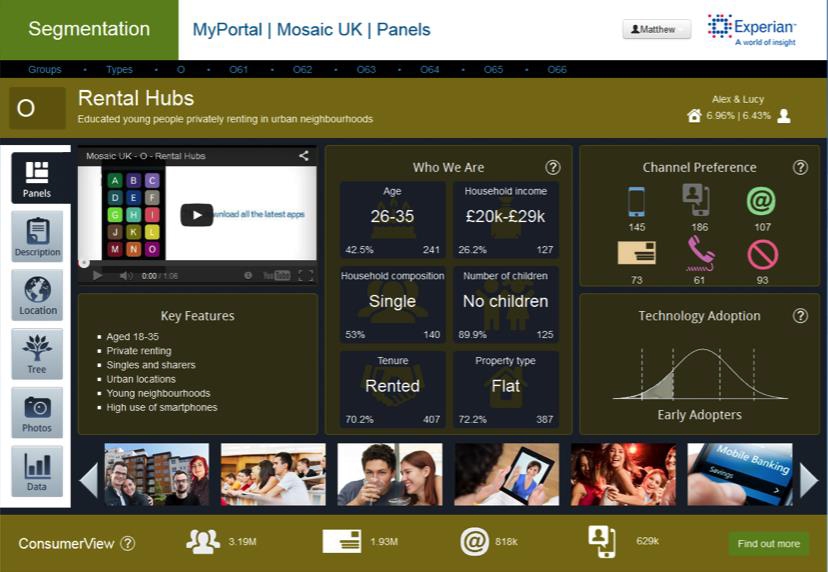 Segmentation
MyPortal | Mosaic UK | Panels
Matthew
Experian™
A world of insight
Groups • Types • O • O61 • O62 • O63 • O64 • O65 • O66
O
Rental Hubs
Educated young people privately renting in urban neighbourhoods
Alex & Lucy
6.96% | 6.43%
Panels
Description
Location
Tree
Photos
Data
Mosaic UK - O - Rental Hubs
A B C
D E F
G H I
J K L
M N O
wnload all the latest apps
0:00 / 1:06
YouTube
Key Features
Aged 18-35
Private renting
Singles and sharers
Urban locations
Young neighbourhoods
High use of smartphones
Who We Are
?
Age
26-35
42.5% 241
Household income
£20k-£29k
26.2% 127
Household composition
Single
53% 140
Number of children
No children
89.9% 125
Tenure
Rented
70.2% 407
Property type
Flat
72.2% 387
Channel Preference
?
@
145 186 107
73 61 93
Technology Adoption
?
Early Adopters
Mobile Banking
Savings
ConsumerView ?
3.19M
1.93M
@ 818k
629k
Find out more